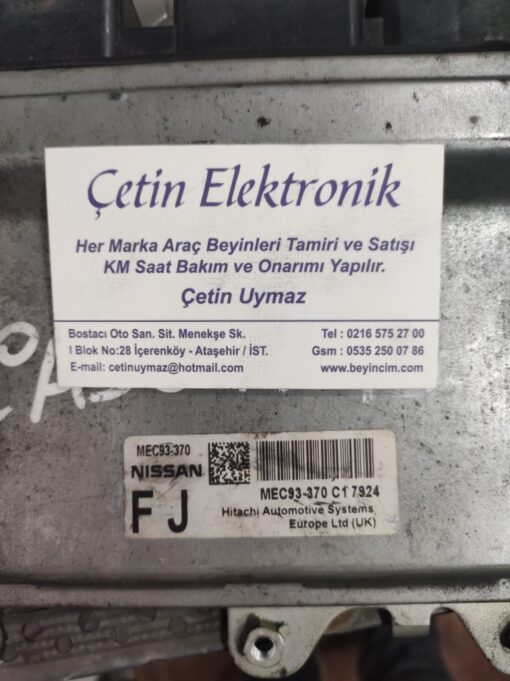 Çetin Elektronik
Her Marka Araç Beyinleri Tamiri ve Satışı
KM Saat Bakım ve Onarımı Yapılır.
Çetin Uymaz
Bostacı Oto San. Sit. Menekşe Sk.
I Blok No:28 İçerenköy - Ataşehir / İST.
E-mail: cetinuymaz@hotmail.com
Tel : 0216 575 27 00
Gsm : 0535 250 07 86
www.beyincim.com
MEC93-370
NISSAN
FJ
MEC93-370 C1 7924
Hitachi Automotive Systems
Europe Ltd (UK)